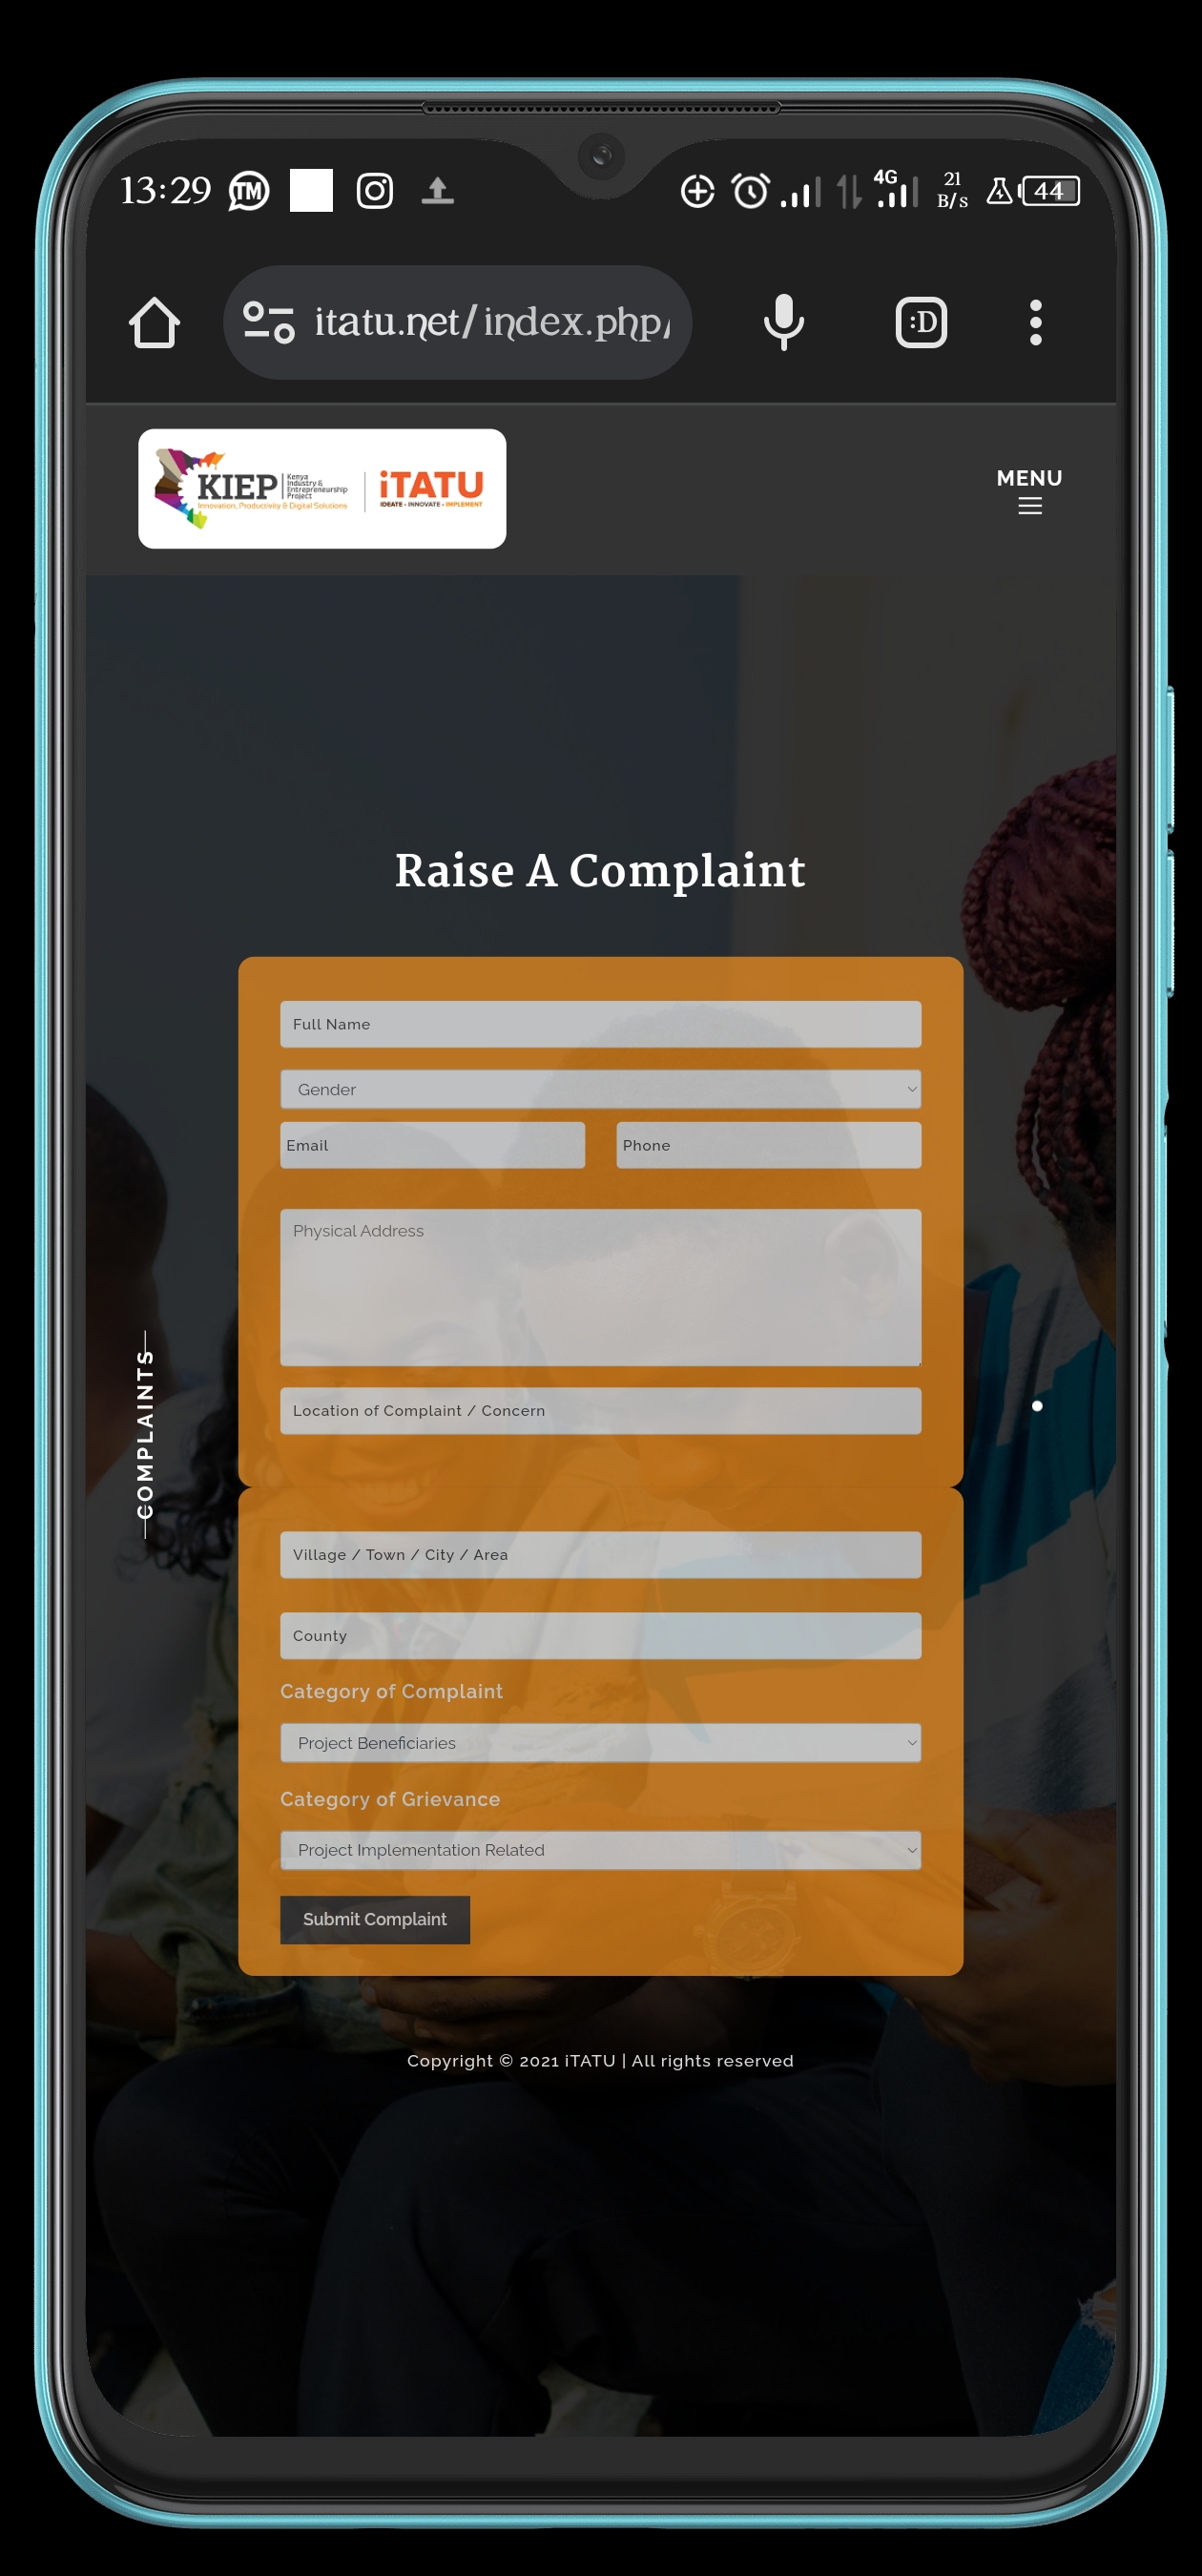 13:29
TM
4G
21
B/s
44
itatu.net/index.php/
:D
KIEP
Kenya
Industry &
Entrepreneurship
Project
Innovation, Productivity & Digital Solutions
iTATU
IDEATE - INNOVATE - IMPLEMENT
MENU
Raise A Complaint
Full Name
Gender
Email
Phone
Physical Address
Location of Complaint / Concern
COMPLAINTS
Village / Town / City / Area
County
Category of Complaint
Project Beneficiaries
Category of Grievance
Project Implementation Related
Submit Complaint
Copyright © 2021 iTATU | All rights reserved